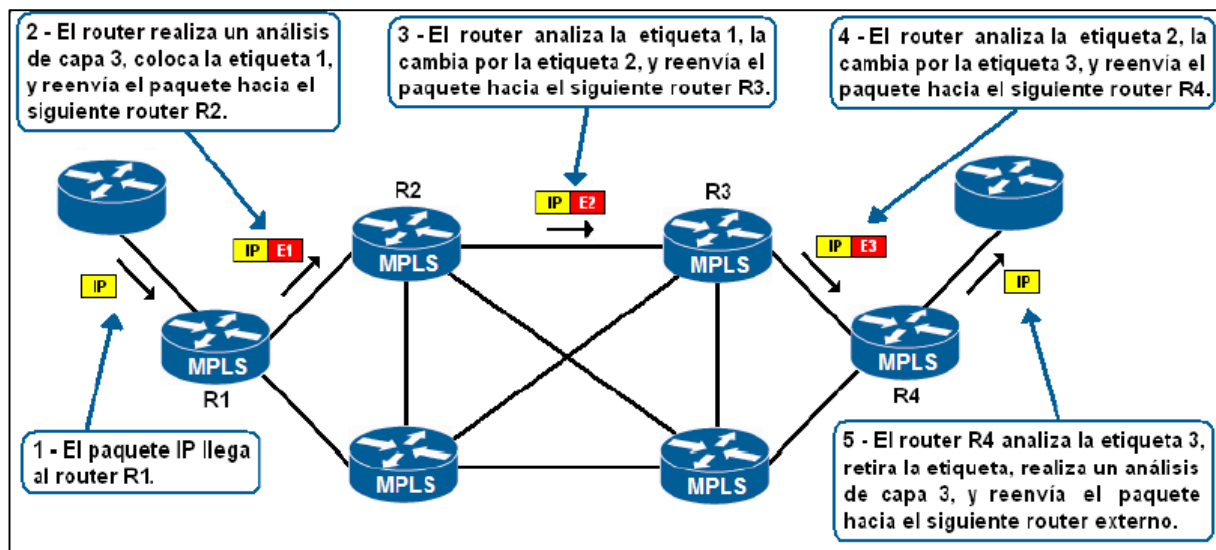 2 - El router realiza un análisis
de capa 3, coloca la etiqueta 1,
y reenvía el paquete hacia el
siguiente router R2.
3 - El router analiza la etiqueta 1, la
cambia por la etiqueta 2, y reenvía el
paquete hacia el siguiente router R3.
4 - El router analiza la etiqueta 2, la
cambia por la etiqueta 3, y reenvía el
paquete hacia el siguiente router R4.
R2
IP E2
R3
IP E1
MPLS
MPLS
IP E3
IP
IP
MPLS
R1
MPLS
R4
1 - El paquete IP llega
al router R1.
MPLS
MPLS
5 - El router R4 analiza la etiqueta 3,
retira la etiqueta, realiza un análisis
de capa 3, y reenvía el paquete
hacia el siguiente router externo.